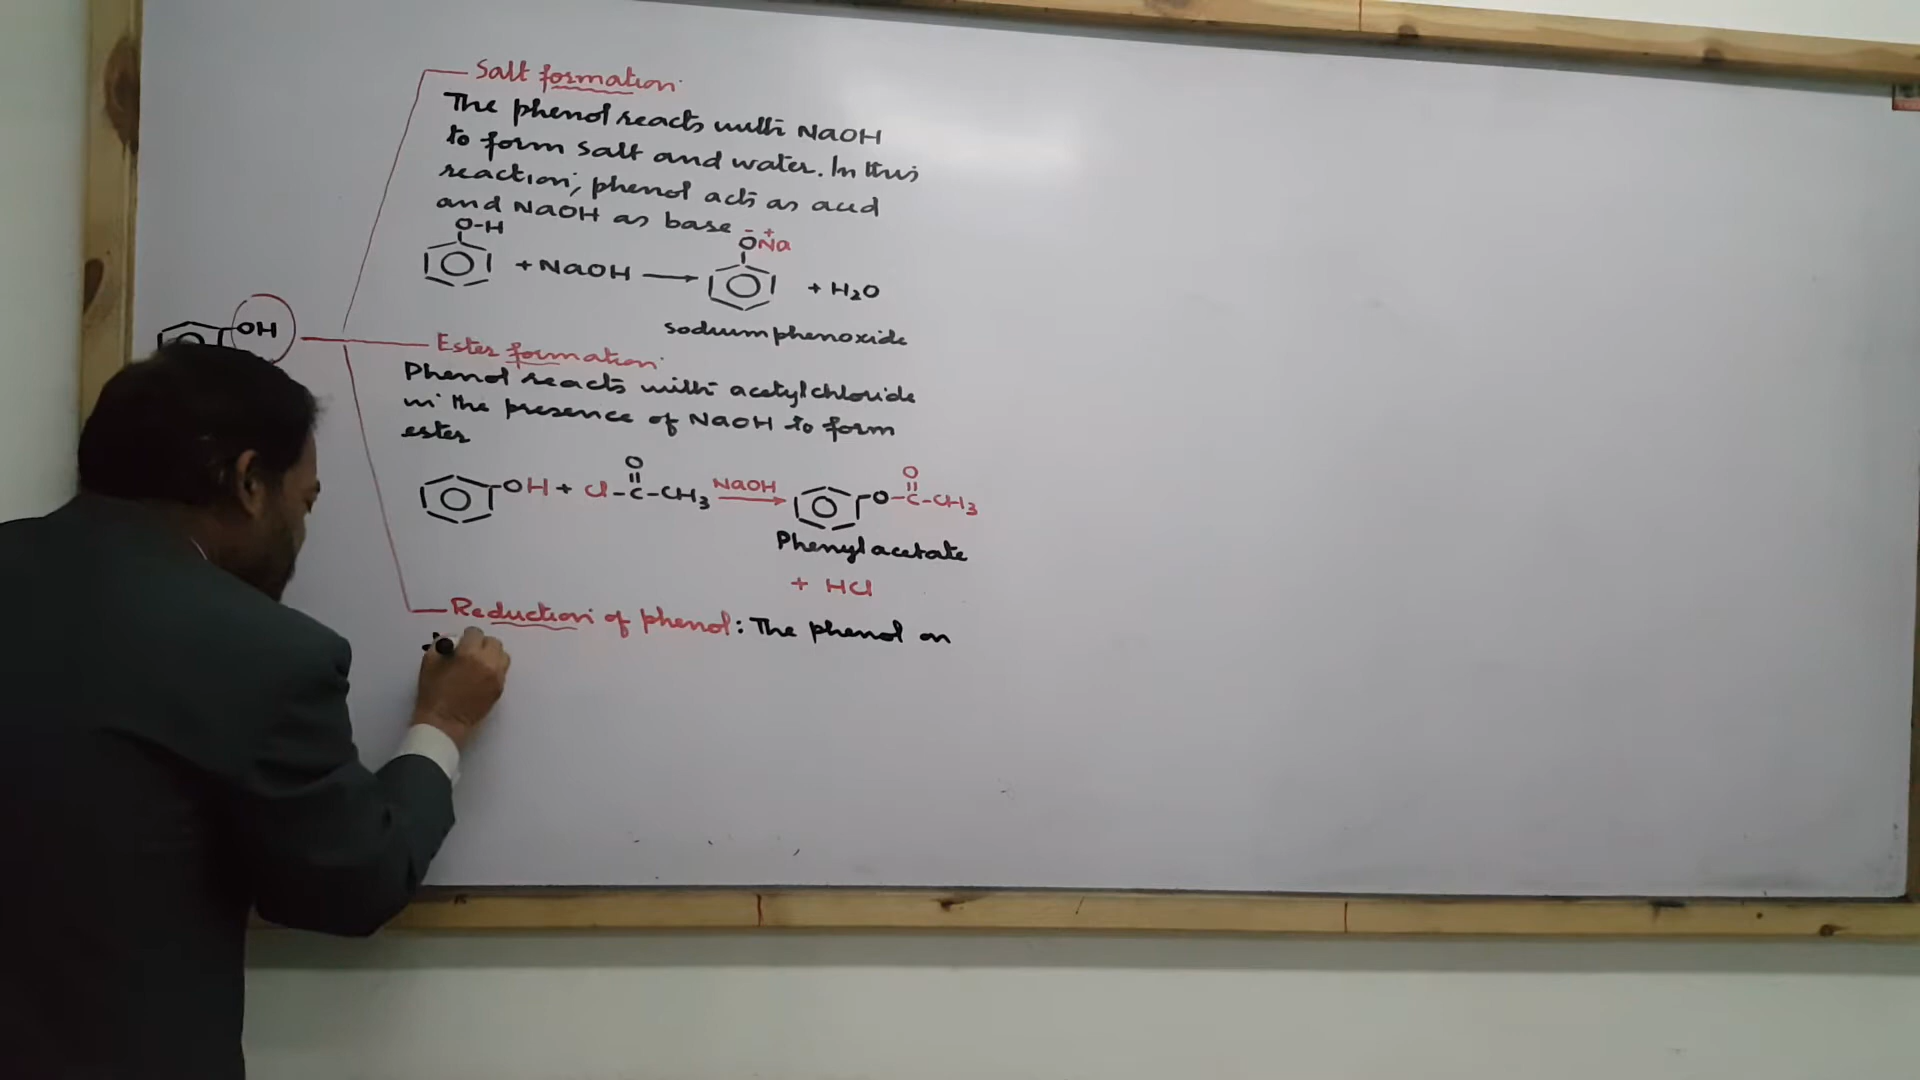 Salt formation:
The phenol reacts with NaOH
to form salt and water. In this
reaction, phenol acts as acid
and NaOH as base
O-H
- +
ONa
+ NaOH → + H₂O
sodium phenoxide
OH
Ester formation:
Phenol reacts with acetylchloride
in the presence of NaOH to form
ester
O
O
OH + Cl-C-CH₃ NaOH → O-C-CH₃
Phenyl acetate
+ HCl
Reduction of phenol: The phenol on